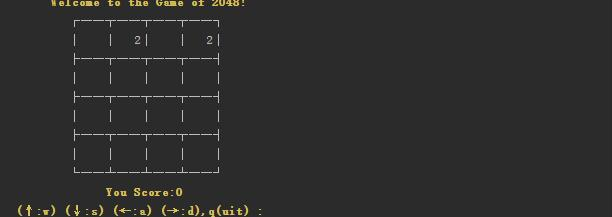 Welcome to the Game of 2048!
2 2
You Score:0
(↑:w) (↓:s) (←:a) (→:d),q(uit) :